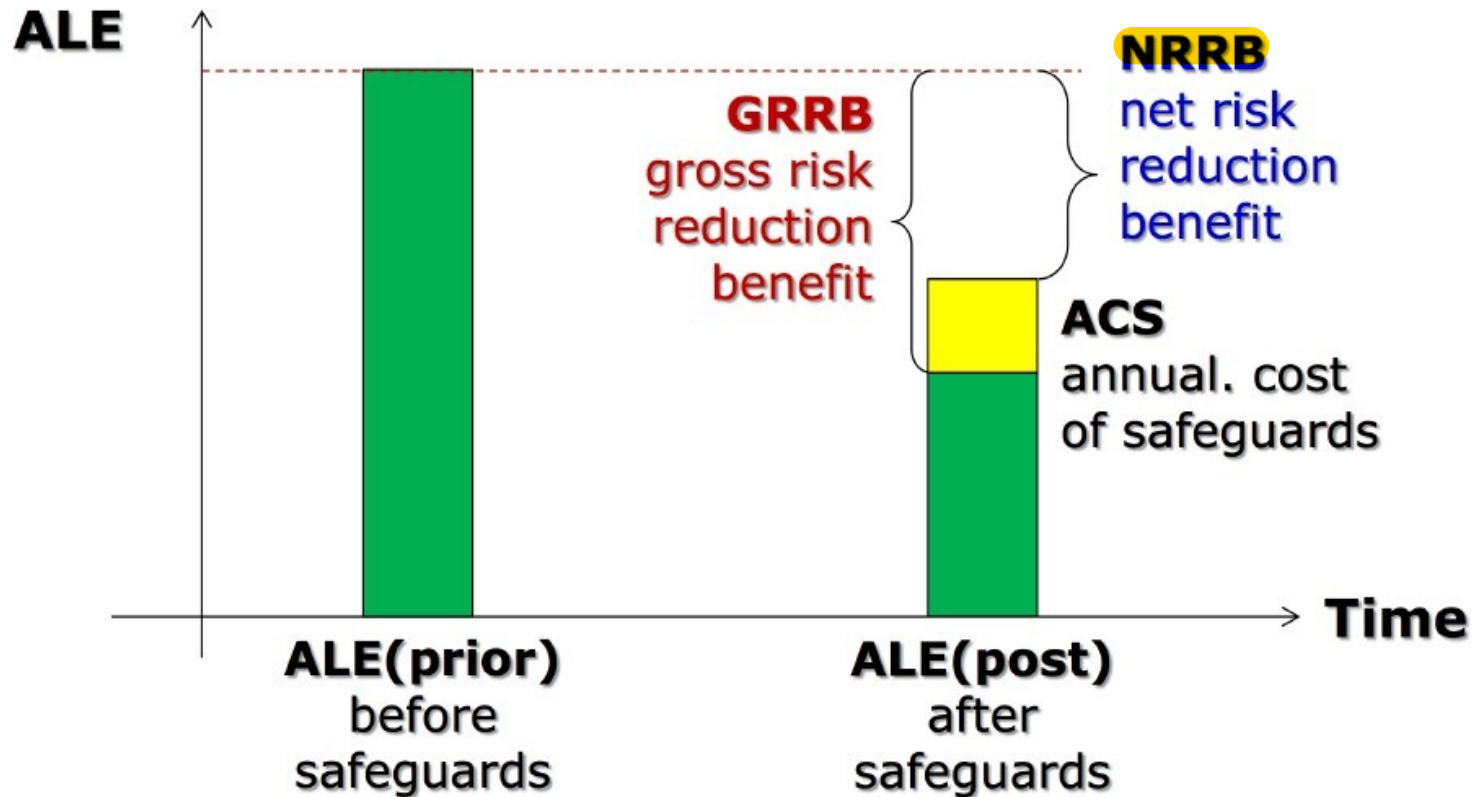 ALE
NRRB
net risk
reduction
benefit
GRRB
gross risk
reduction
benefit
ACS
annual. cost
of safeguards
Time
ALE(prior)
before
safeguards
ALE(post)
after
safeguards